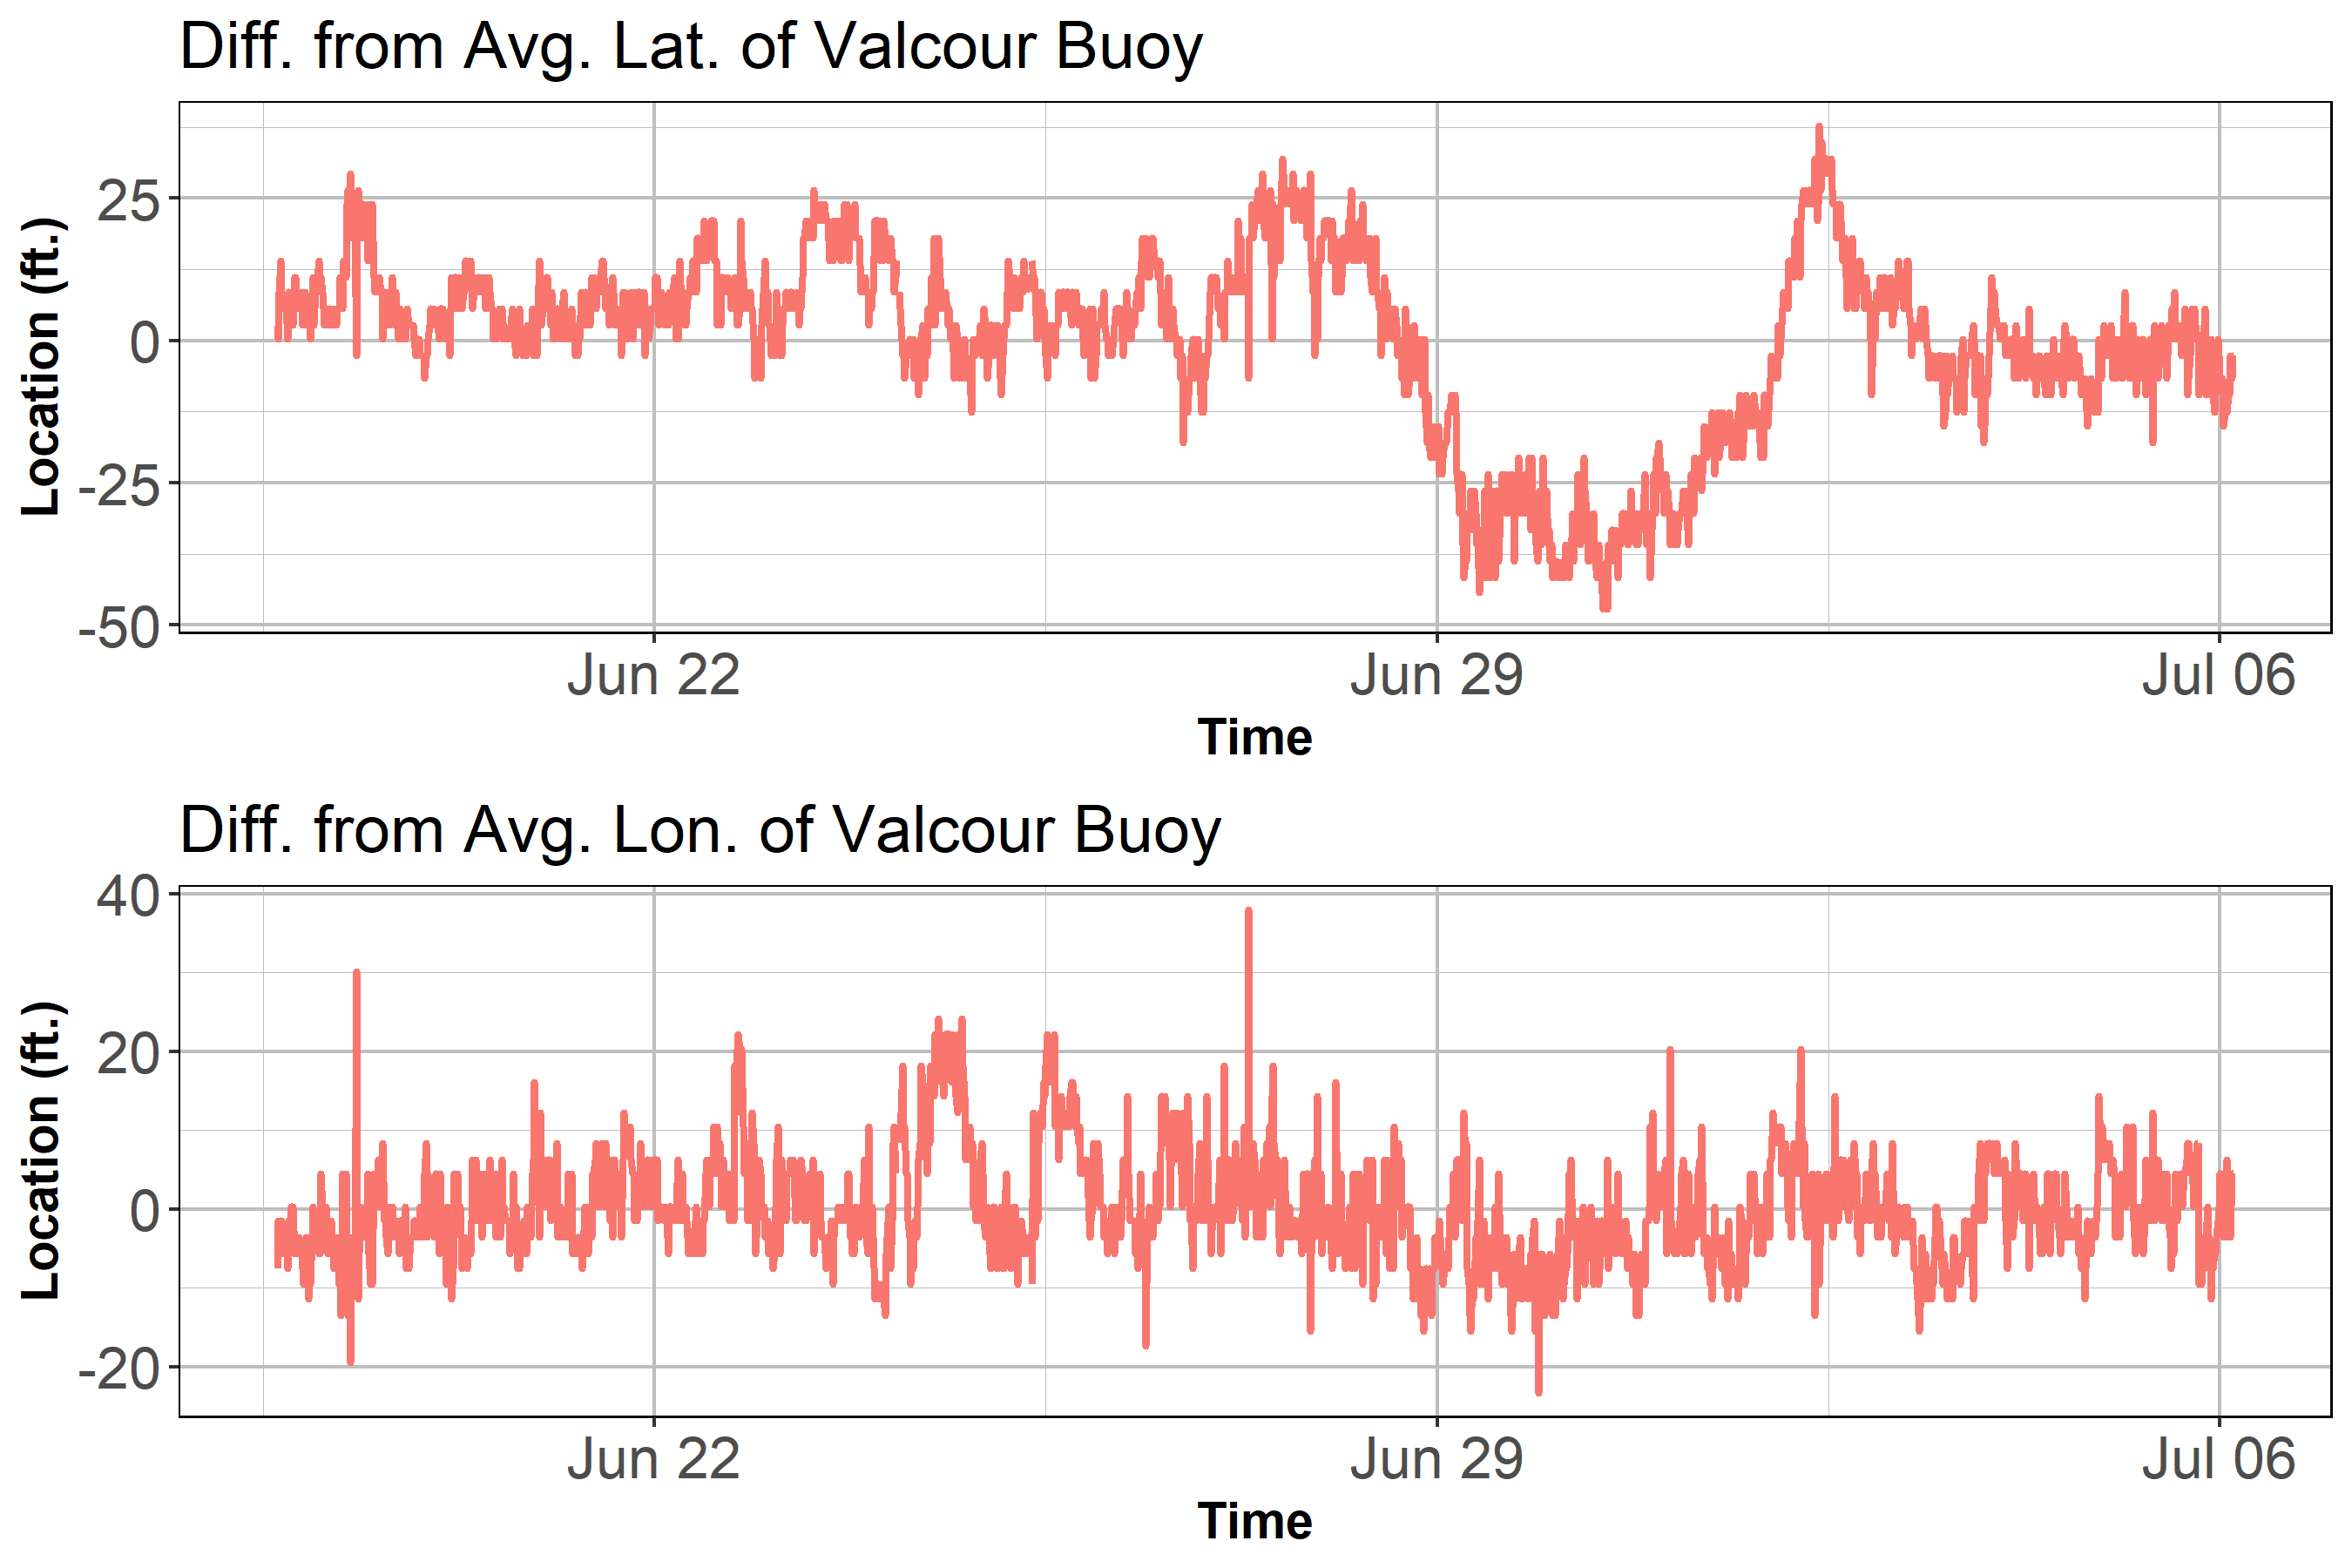 Diff. from Avg. Lat. of Valcour Buoy
Location (ft.)
25
0
-25
-50
Jun 22 Jun 29 Jul 06
Time
Diff. from Avg. Lon. of Valcour Buoy
Location (ft.)
40
20
0
-20
Jun 22 Jun 29 Jul 06
Time